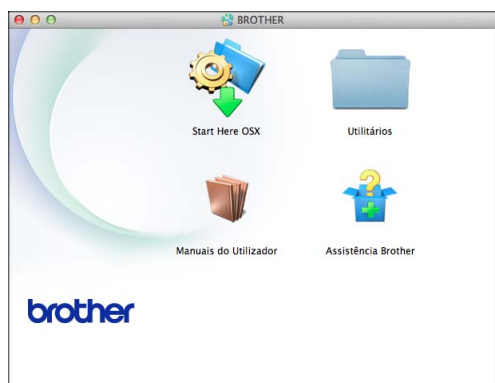 BROTHER
Start Here OSX
Utilitários
Manuais do Utilizador
Assistência Brother
brother